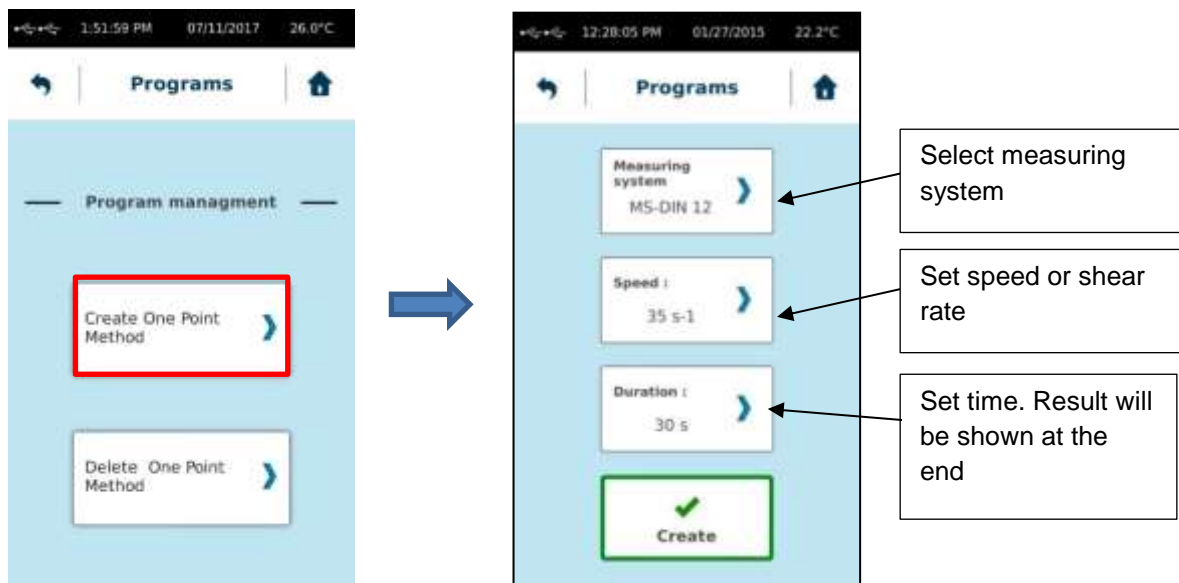 1:51:59 PM 07/11/2017 26.0°C
Programs
Program managment
Create One Point
Method
Delete One Point
Method
12:28:05 PM 01/27/2015 22.2°C
Programs
Measuring
system
MS-DIN 12
Speed :
35 s-1
Duration :
30 s
Create
Select measuring
system
Set speed or shear
rate
Set time. Result will
be shown at the
end